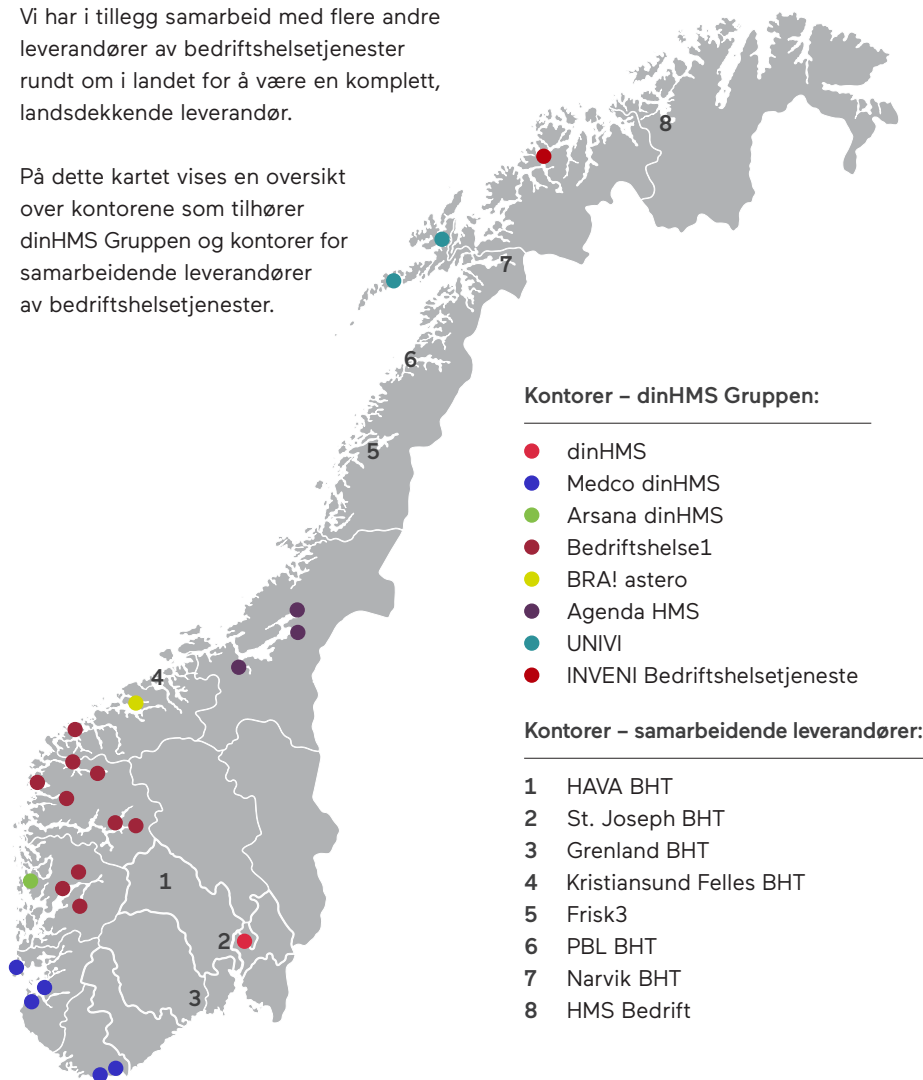 Vi har i tillegg samarbeid med flere andre
leverandører av bedriftshelsetjenester
rundt om i landet for å være en komplett,
landsdekkende leverandør.
På dette kartet vises en oversikt
over kontorene som tilhører
dinHMS Gruppen og kontorer for
samarbeidende leverandører
av bedriftshelsetjenester.
8
7
6
5
4
1
2
3
Kontorer – dinHMS Gruppen:
dinHMS
Medco dinHMS
Arsana dinHMS
Bedriftshelse1
BRA! astero
Agenda HMS
UNIVI
INVENI Bedriftshelsetjeneste
Kontorer – samarbeidende leverandører:
1 HAVA BHT
2 St. Joseph BHT
3 Grenland BHT
4 Kristiansund Felles BHT
5 Frisk3
6 PBL BHT
7 Narvik BHT
8 HMS Bedrift